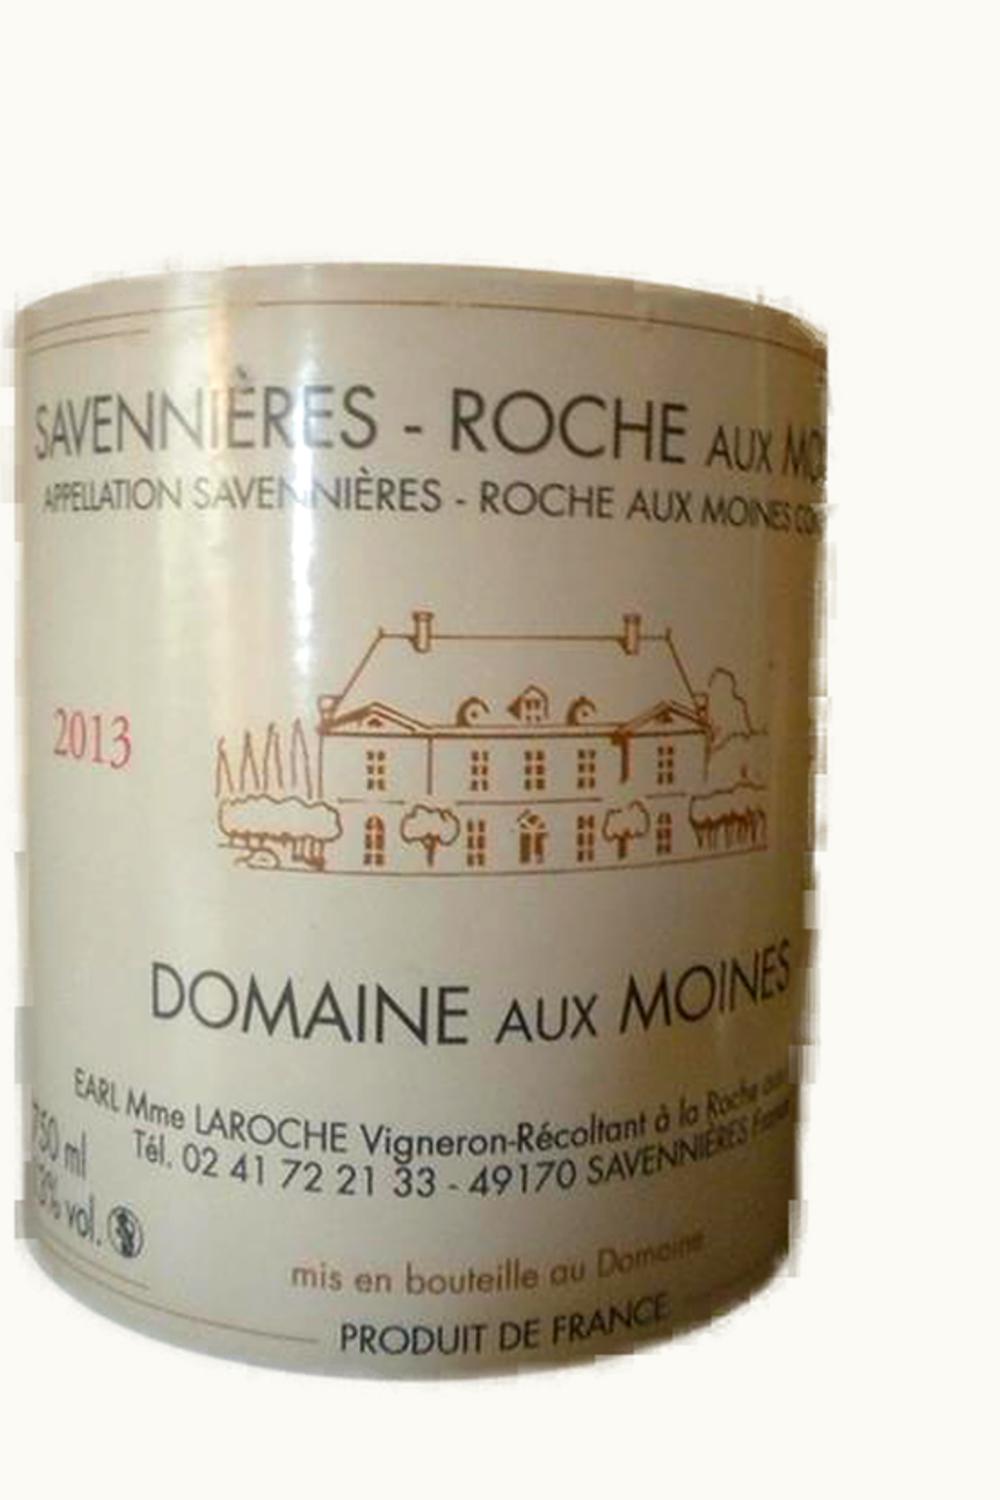 SAVENNIÈRES - ROCHE AUX
APPELLATION SAVENNIÈRES - ROCHE AUX MOINES
2013
DOMAINE AUX MOINES
EARL Mme LAROCHE Vigneron-Récoltant à la Roche aux
Tél. 02 41 72 21 33 - 49170 SAVENNIÈRES France
750 ml
vol.
mis en bouteille au Domaine
PRODUIT DE FRANCE